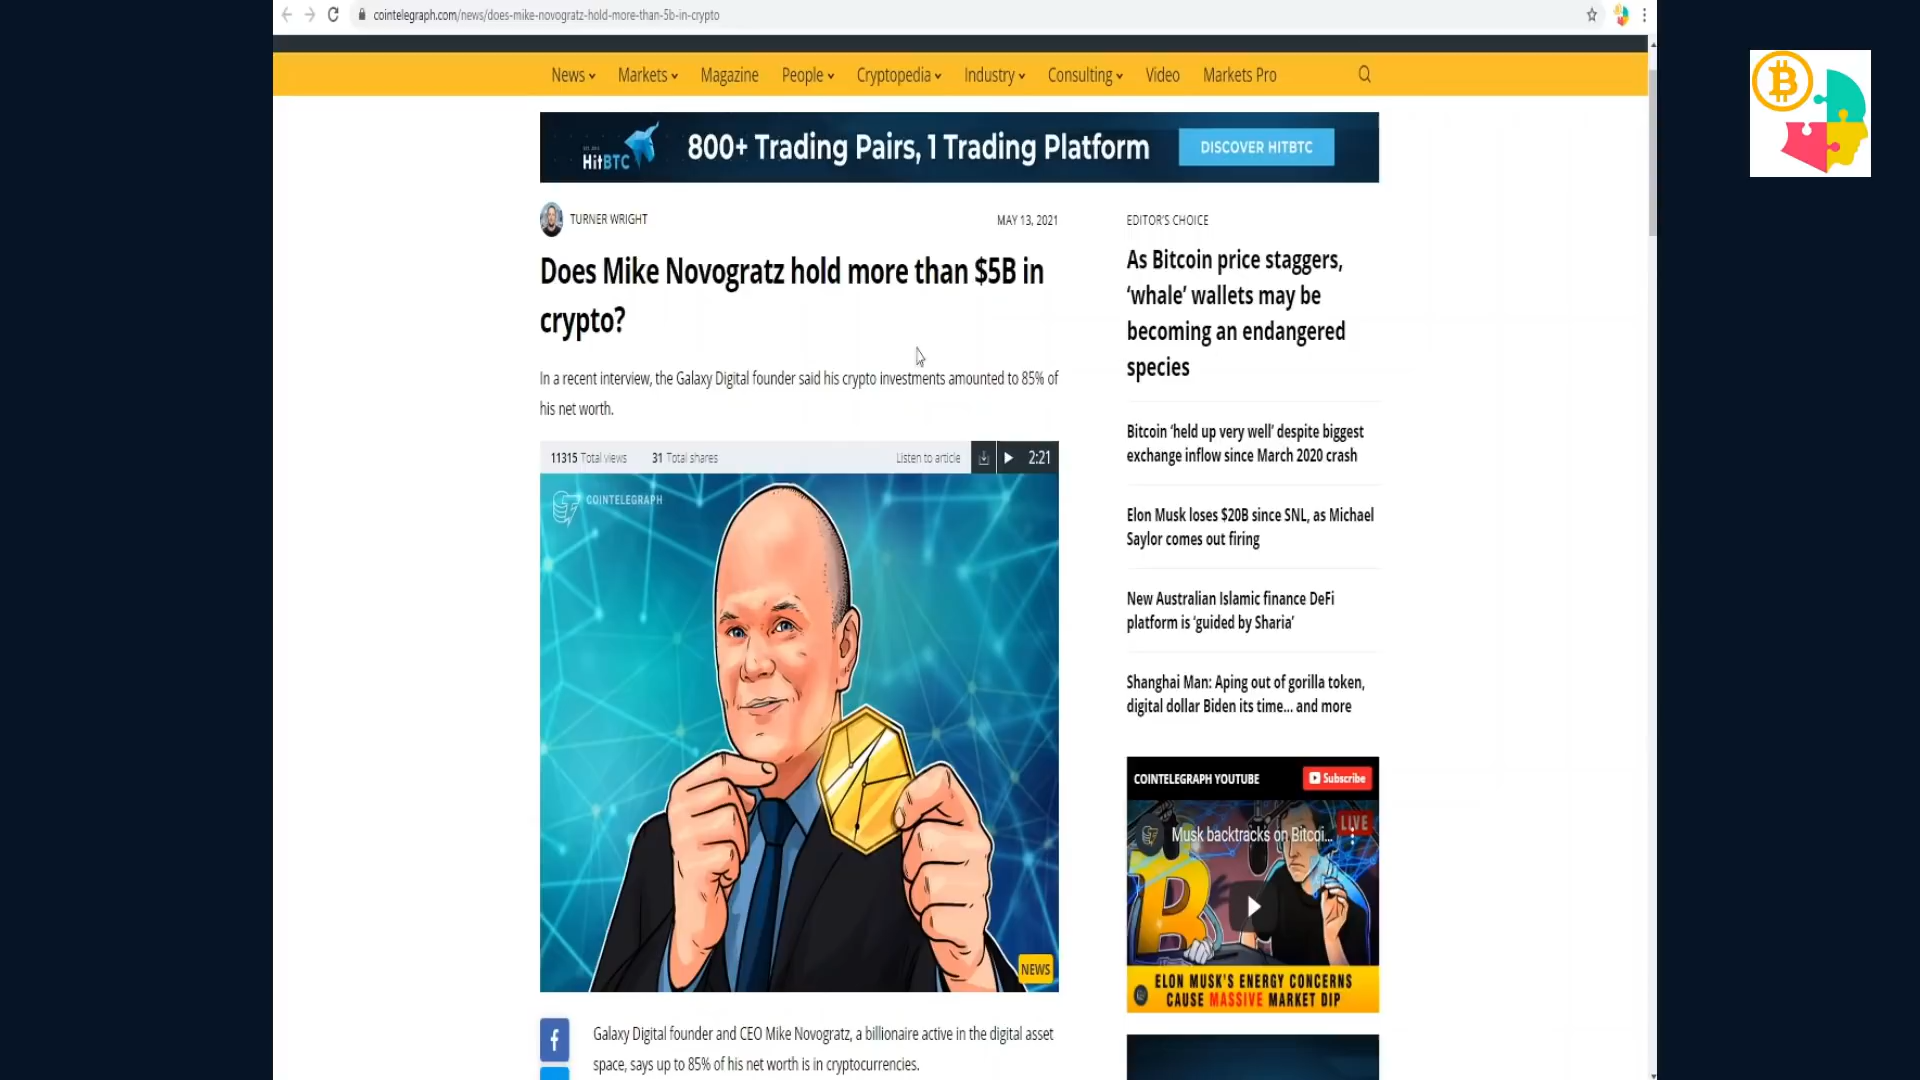 cointelegraph.com/news/does-mike-novogratz-hold-more-than-5b-in-crypto
News Markets Magazine People Cryptopedia Industry Consulting Video Markets Pro
HitBTC
800+ Trading Pairs, 1 Trading Platform
DISCOVER HITBTC
TURNER WRIGHT
MAY 13, 2021
Does Mike Novogratz hold more than $5B in
crypto?
In a recent interview, the Galaxy Digital founder said his crypto investments amounted to 85% of
his net worth.
11315 Total views 31 Total shares Listen to article 2:21
COINTELEGRAPH
NEWS
Galaxy Digital founder and CEO Mike Novogratz, a billionaire active in the digital asset
space, says up to 85% of his net worth is in cryptocurrencies.
EDITOR'S CHOICE
As Bitcoin price staggers,
‘whale’ wallets may be
becoming an endangered
species
Bitcoin ‘held up very well’ despite biggest
exchange inflow since March 2020 crash
Elon Musk loses $20B since SNL, as Michael
Saylor comes out firing
New Australian Islamic finance DeFi
platform is ‘guided by Sharia’
Shanghai Man: Aping out of gorilla token,
digital dollar Biden its time... and more
COINTELEGRAPH YOUTUBE
Subscribe
Musk backtracks on Bitcoi...
LIVE
ELON MUSK'S ENERGY CONCERNS
CAUSE MASSIVE MARKET DIP